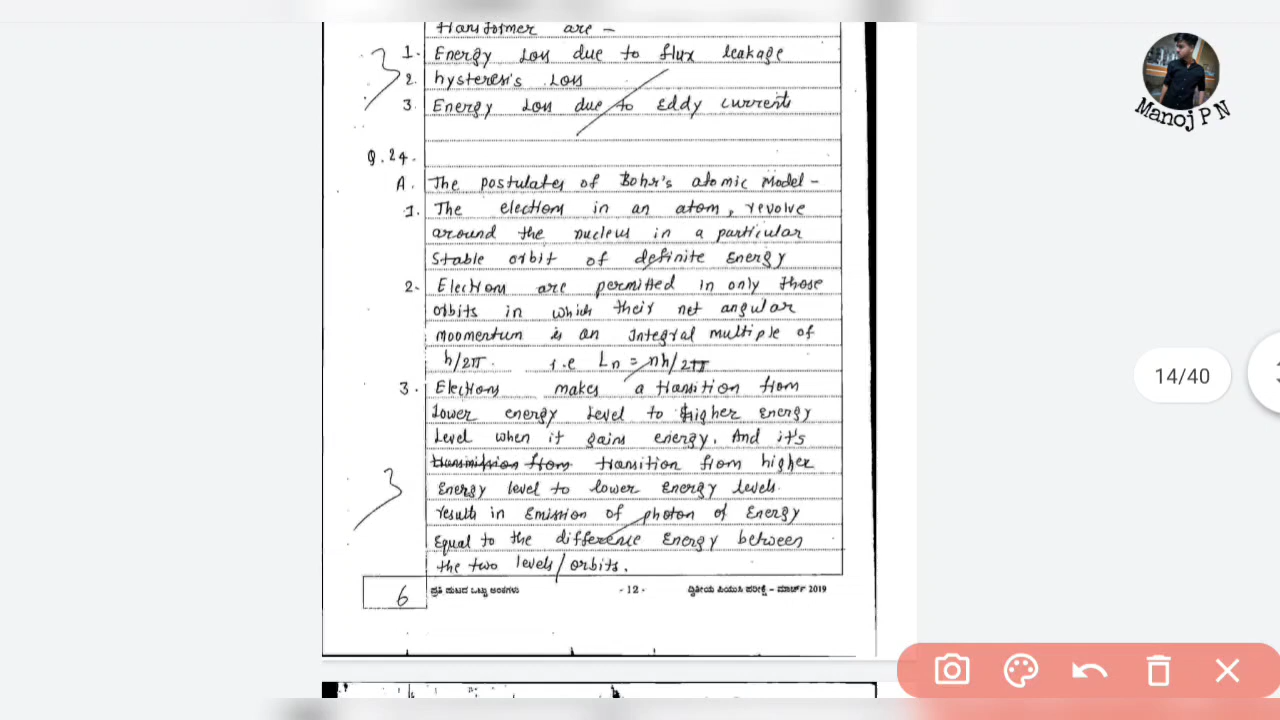 transformer are -
1. Energy Loss due to flux leakage
2. hysteresis Loss
3. Energy Loss due to Eddy currents
Q.24.
A. The postulates of Bohr's atomic Model -
1. The electrons in an atom, revolve
around the nucleus in a particular
Stable orbit of definite Energy
2- Electrons are permitted in only those
orbits in which their net angular
moomentum is an Integral multiple of
h/2π. i.e Ln = nh/2π
3. Electrons makes a transition from
Lower energy Level to higher Energy
Level when it gains energy. And it's
transmission from transition from higher
Energy level to lower Energy levels.
results in Emission of photon of Energy
Equal to the difference Energy between
the two levels/orbits.
3
3
6 ಪ್ರತಿ ಪುಟದ ಒಟ್ಟು ಅಂಕಗಳು - 12 - ದ್ವಿತೀಯ ಪಿಯುಸಿ ಪರೀಕ್ಷೆ – ಮಾರ್ಚ್ 2019
Manoj P N
14/40